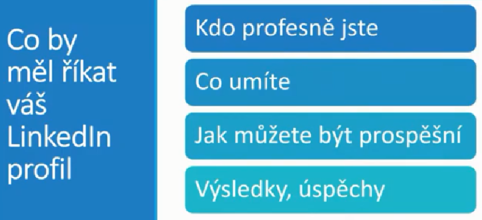 Co by
měl říkat
váš
LinkedIn
profil
Kdo profesně jste
Co umíte
Jak můžete být prospěšní
Výsledky, úspěchy